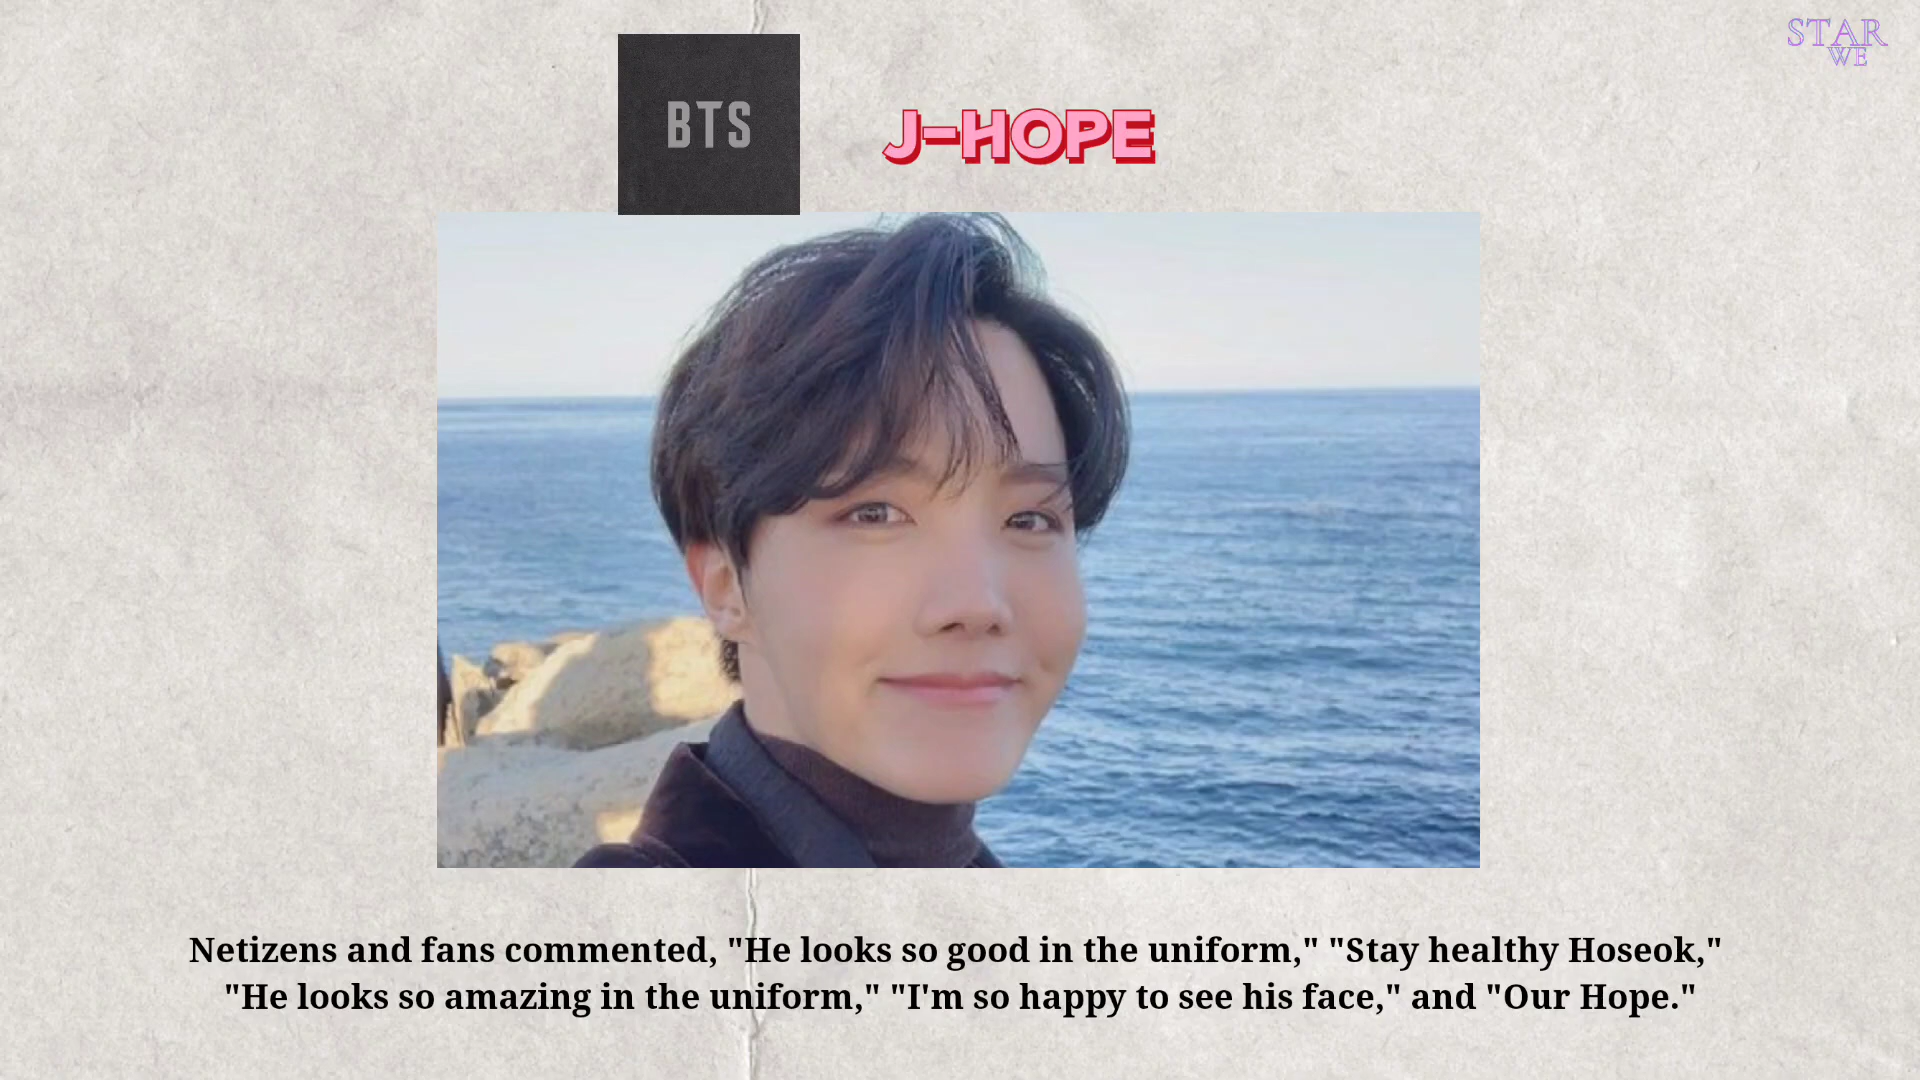 STAR
WE
BTS
J-HOPE
Netizens and fans commented, "He looks so good in the uniform," "Stay healthy Hoseok,"
"He looks so amazing in the uniform," "I'm so happy to see his face," and "Our Hope."